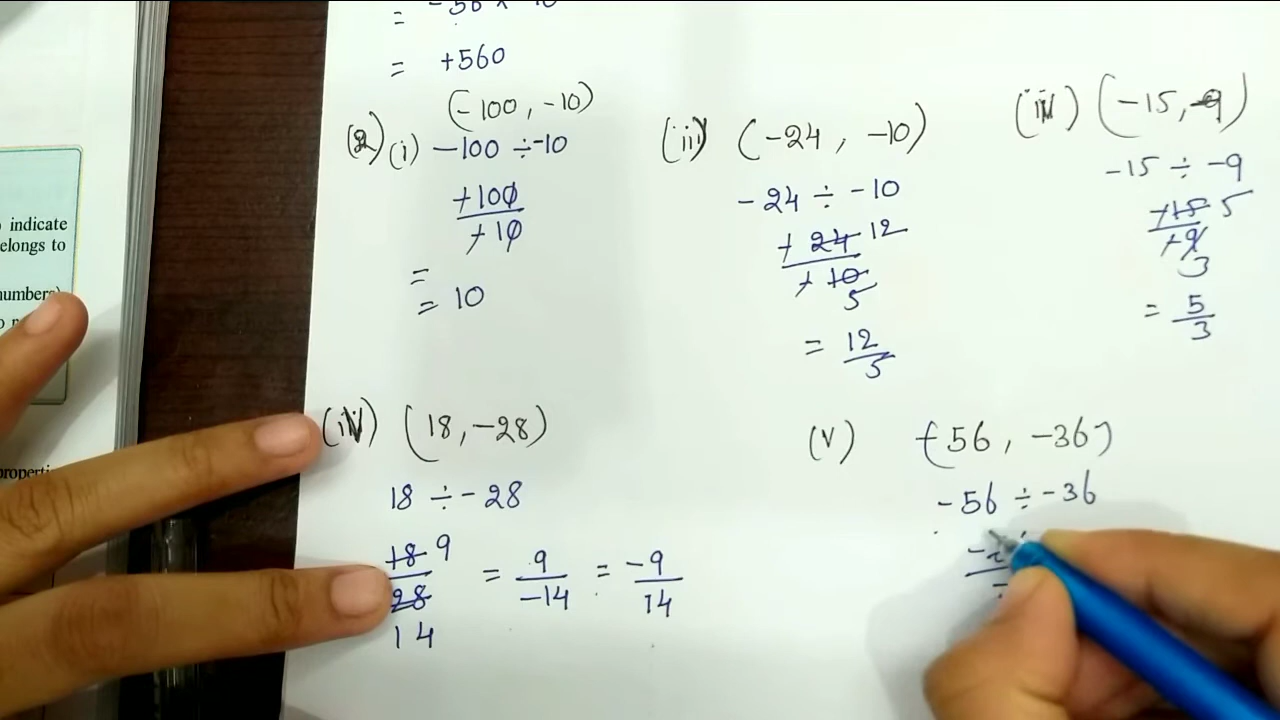 = -56 × -10
= +560
(-100, -10)
(2) (i) -100 ÷ -10
+100
+10
=
= 10
(ii) (-24, -10)
-24 ÷ -10
+ 24 12
+ 10
5
= 12
5
(iii) (-15, -9)
-15 ÷ -9
+15 5
+9
3
= 5
3
(iv) (18, -28)
18 ÷ -28
18 9
28
14
= 9 = -9
-14 14
(v) (-56, -36)
-56 ÷ -36
indicate
elongs to
numbers)
properti